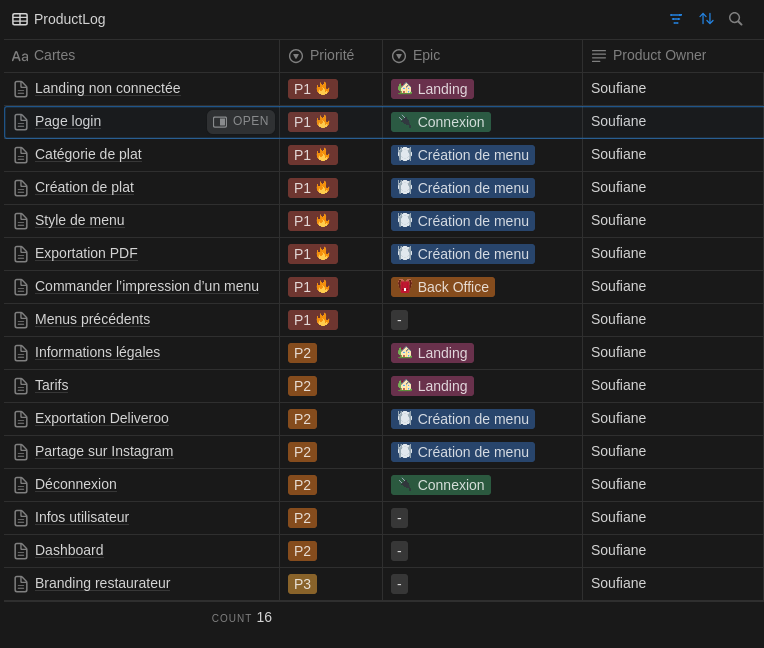 ProductLog
Aa Cartes Priorité Epic Product Owner
Landing non connectée P1 🔥 🏡 Landing Soufiane
Page login OPEN P1 🔥 🔌 Connexion Soufiane
Catégorie de plat P1 🔥 🍽️ Création de menu Soufiane
Création de plat P1 🔥 🍽️ Création de menu Soufiane
Style de menu P1 🔥 🍽️ Création de menu Soufiane
Exportation PDF P1 🔥 🍽️ Création de menu Soufiane
Commander l’impression d’un menu P1 🔥 Back Office Soufiane
Menus précédents P1 🔥 - Soufiane
Informations légales P2 🏡 Landing Soufiane
Tarifs P2 🏡 Landing Soufiane
Exportation Deliveroo P2 🍽️ Création de menu Soufiane
Partage sur Instagram P2 🍽️ Création de menu Soufiane
Déconnexion P2 🔌 Connexion Soufiane
Infos utilisateur P2 - Soufiane
Dashboard P2 - Soufiane
Branding restaurateur P3 - Soufiane
COUNT 16